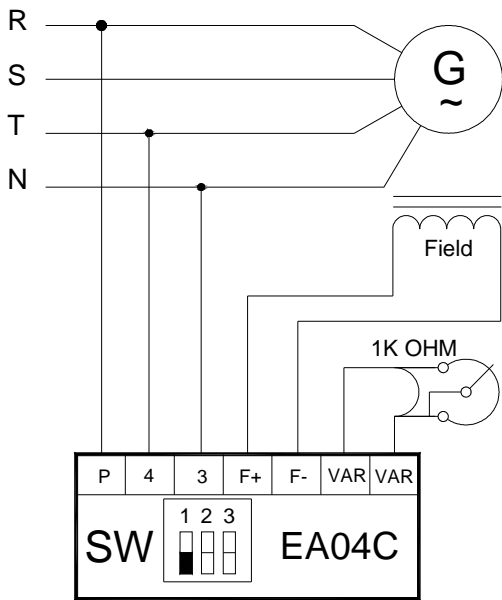 R
S
T
N
G
~
Field
1K OHM
P 4 3 F+ F- VAR VAR
1 2 3
SW EA04C